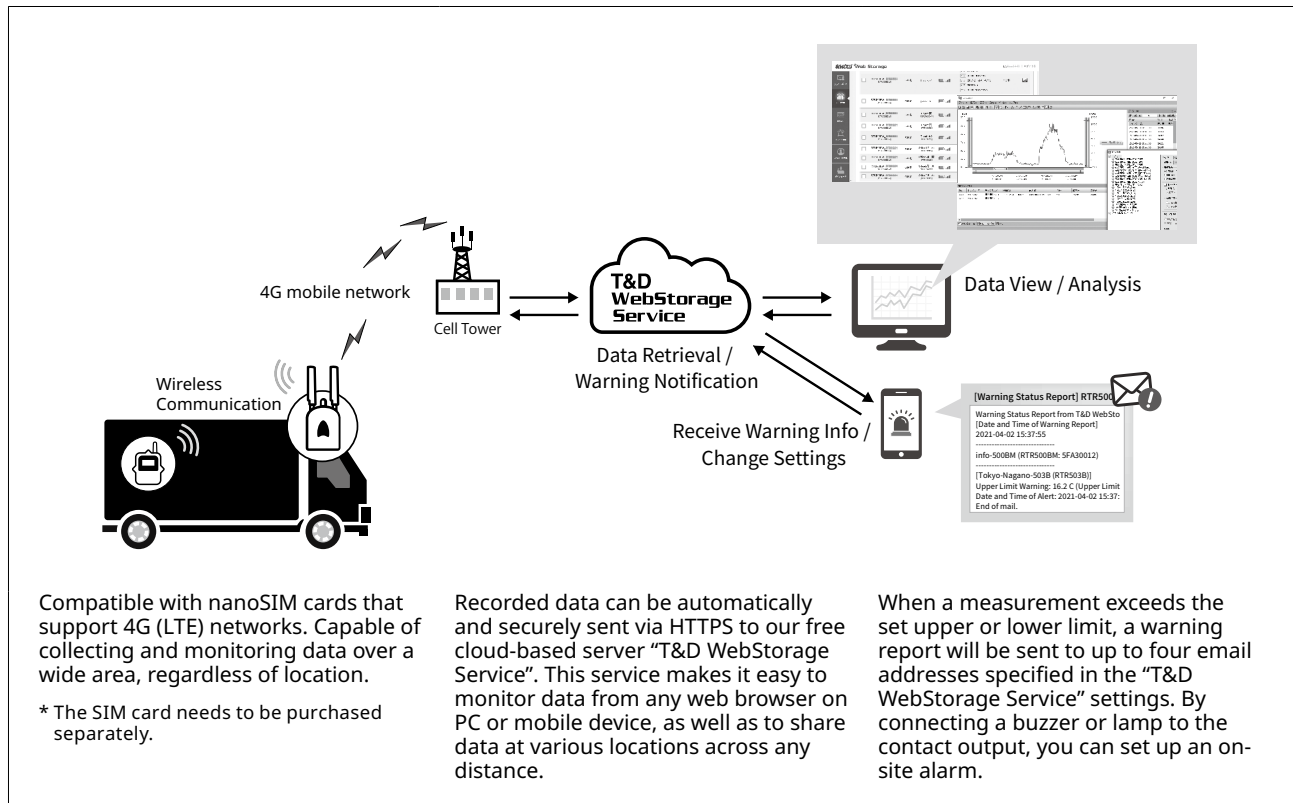 Web Storage
4G mobile network
Cell Tower
T&D
WebStorage
Service
Data View / Analysis
Data Retrieval /
Warning Notification
Wireless
Communication
Receive Warning Info /
Change Settings
[Warning Status Report] RTR500
Warning Status Report from T&D WebSto
[Date and Time of Warning Report]
2021-04-02 15:37:55
------------------------------
info-500BM (RTR500BM: 5FA30012)
------------------------------
[Tokyo-Nagano-503B (RTR503B)]
Upper Limit Warning: 16.2 C (Upper Limit
Date and Time of Alert: 2021-04-02 15:37:
End of mail.
Compatible with nanoSIM cards that
support 4G (LTE) networks. Capable of
collecting and monitoring data over a
wide area, regardless of location.
* The SIM card needs to be purchased
separately.
Recorded data can be automatically
and securely sent via HTTPS to our free
cloud-based server “T&D WebStorage
Service”. This service makes it easy to
monitor data from any web browser on
PC or mobile device, as well as to share
data at various locations across any
distance.
When a measurement exceeds the
set upper or lower limit, a warning
report will be sent to up to four email
addresses specified in the “T&D
WebStorage Service” settings. By
connecting a buzzer or lamp to the
contact output, you can set up an on-
site alarm.